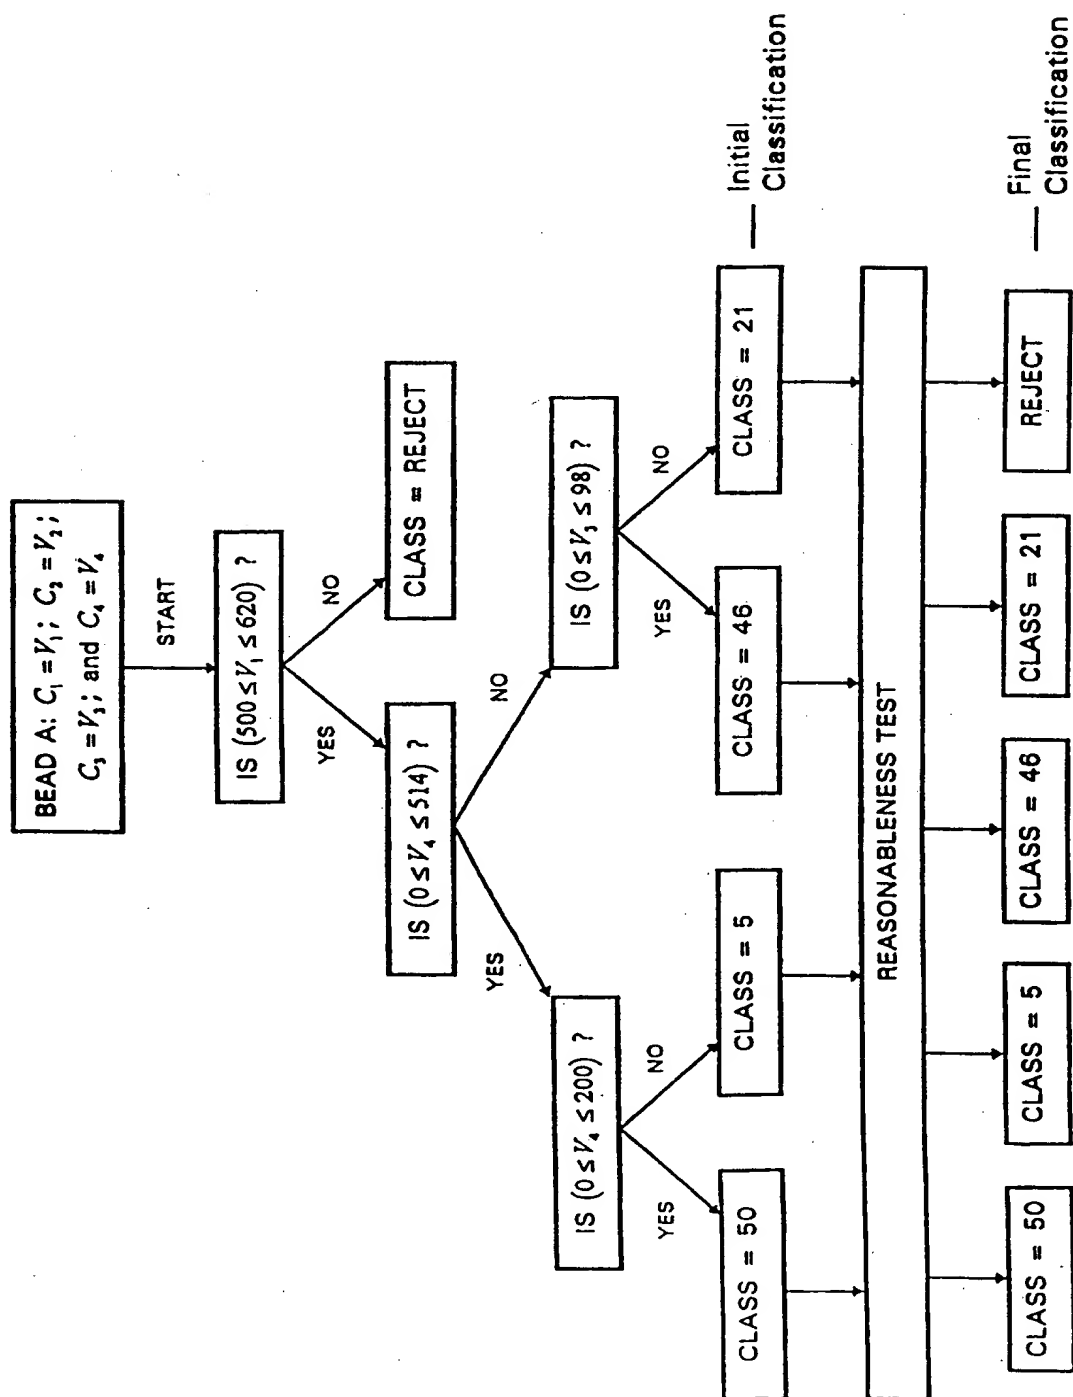 BEAD A: C₁ = V₁; C₂ = V₂;
C₃ = V₃; and C₄ = V₄
START
IS (500 ≤ V₁ ≤ 620) ?
YES
NO
IS (0 ≤ V₄ ≤ 514) ?
CLASS = REJECT
YES
NO
IS (0 ≤ V₄ ≤ 200) ?
IS (0 ≤ V₃ ≤ 98) ?
YES
NO
YES
NO
CLASS = 50
CLASS = 5
CLASS = 46
CLASS = 21
Initial
Classification
REASONABLENESS TEST
CLASS = 50
CLASS = 5
CLASS = 46
CLASS = 21
REJECT
Final
Classification